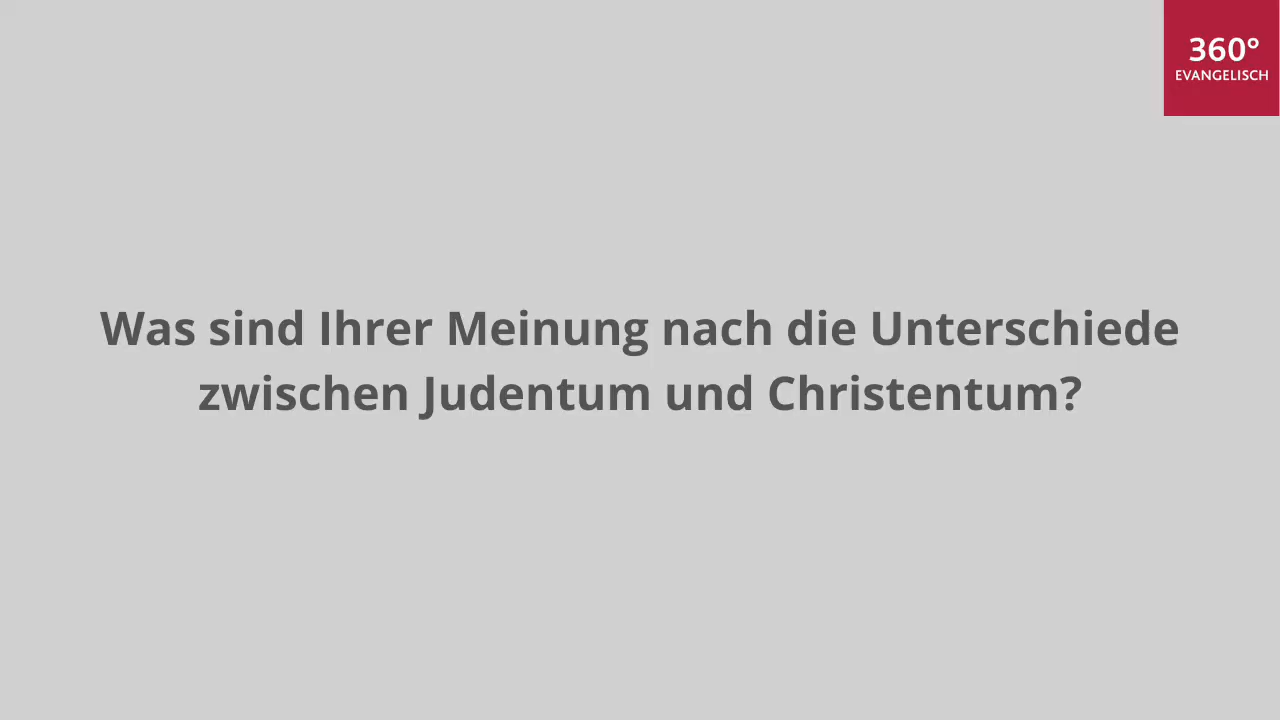 360°
EVANGELISCH
Was sind Ihrer Meinung nach die Unterschiede
zwischen Judentum und Christentum?